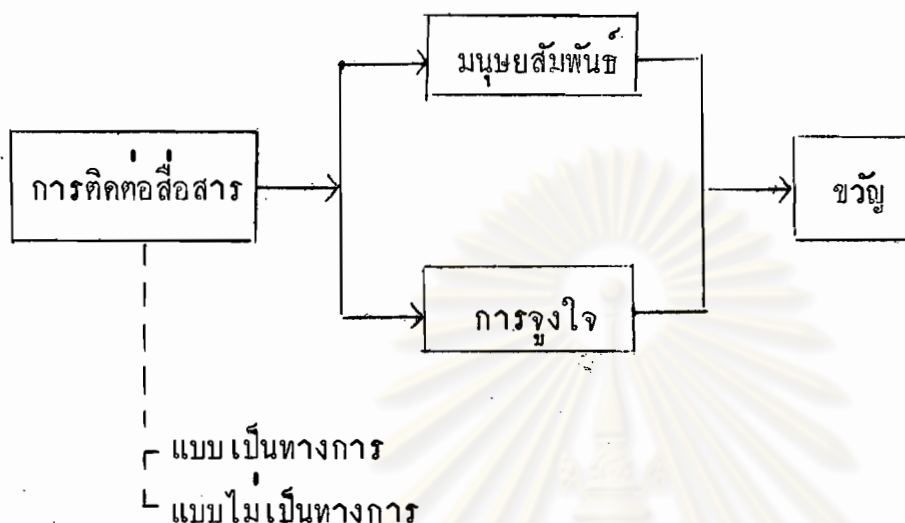 มนุษยสัมพันธ์
การติดต่อสื่อสาร
ขวัญ
การจูงใจ
แบบเป็นทางการ
แบบไม่เป็นทางการ